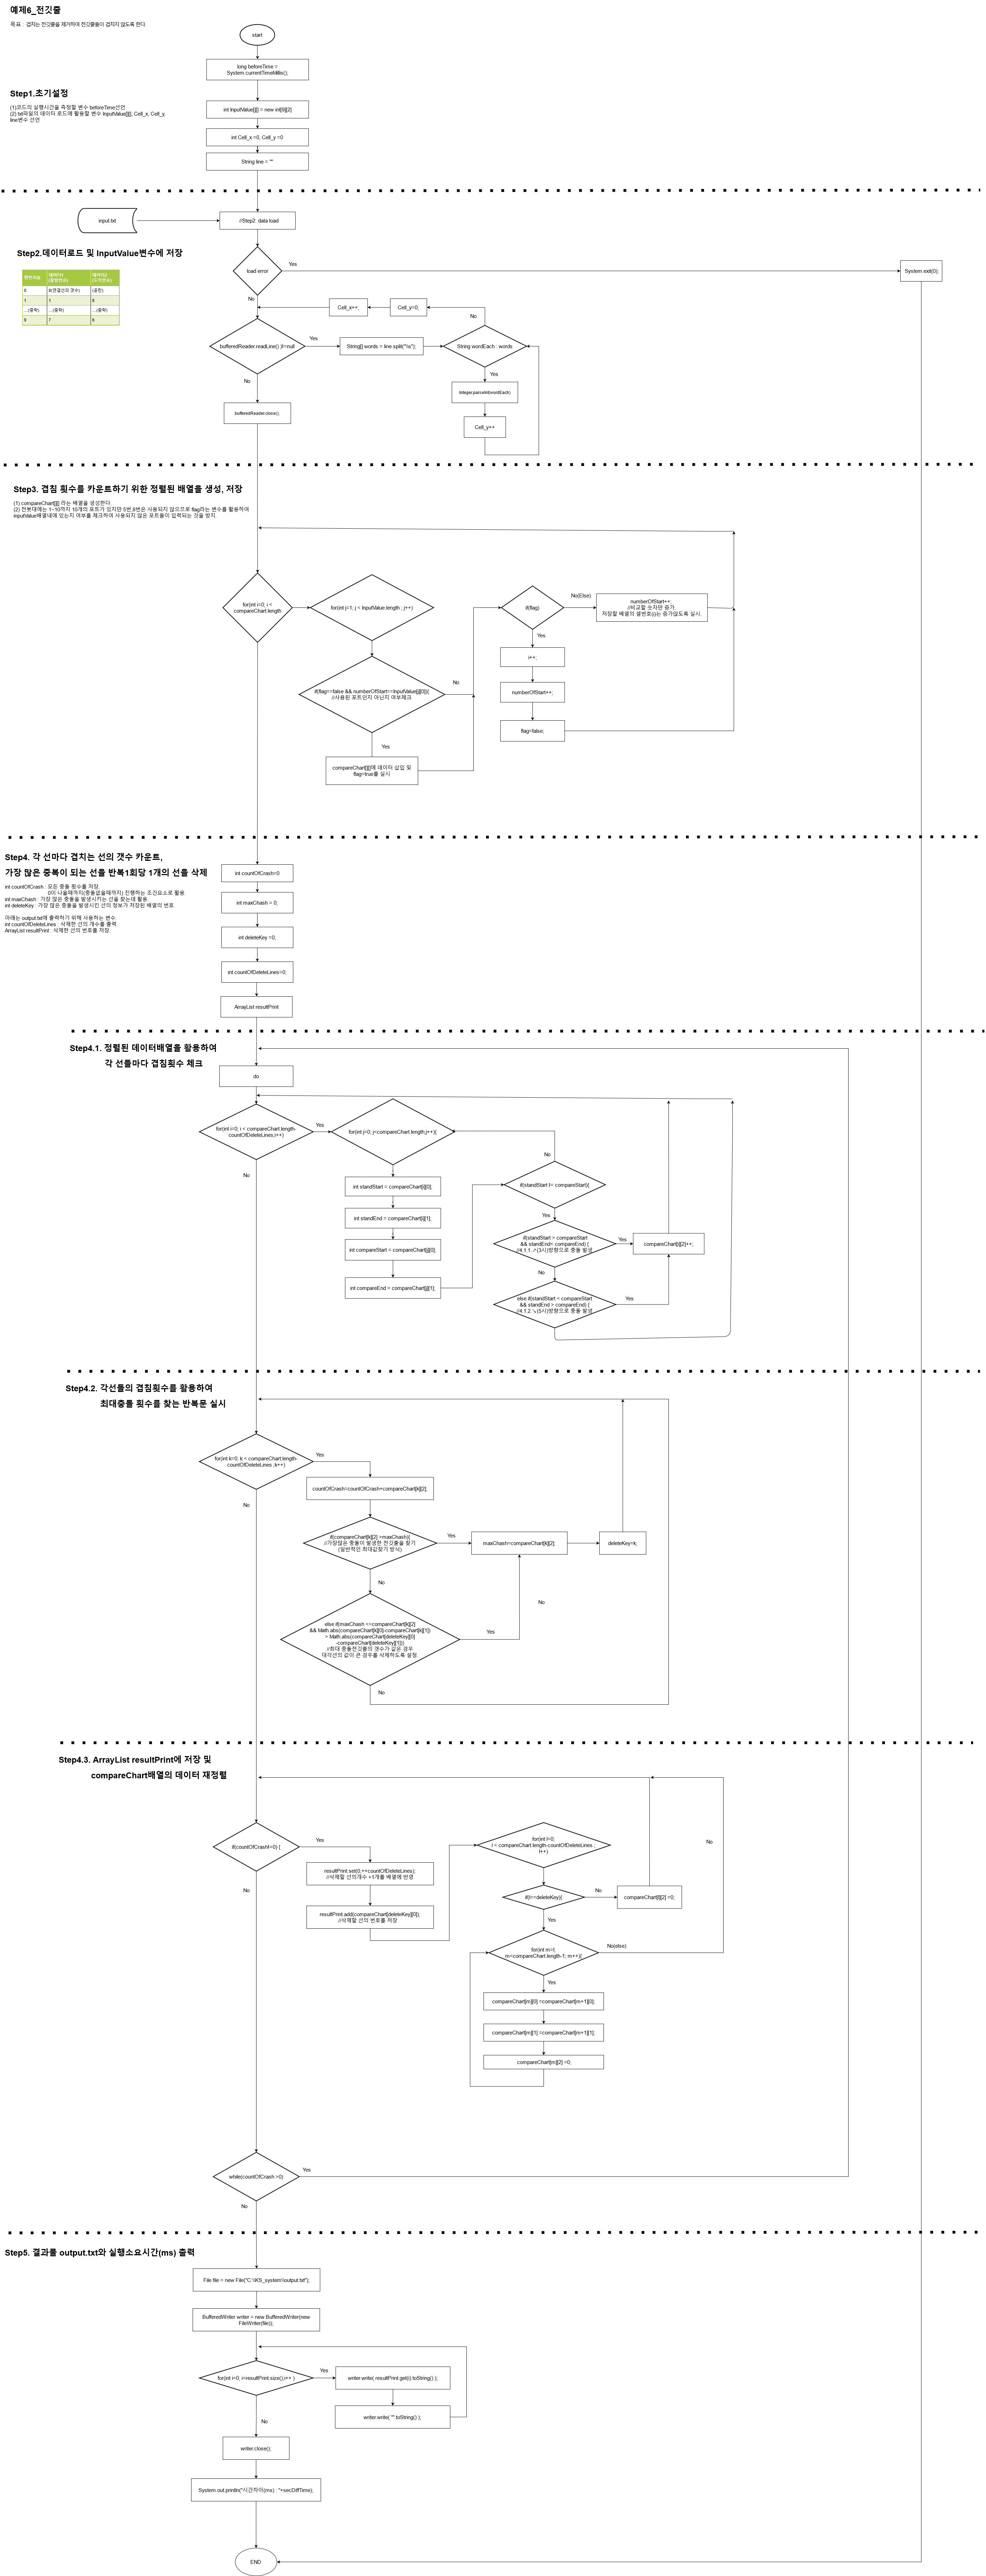 예제6_전깃줄
목표 : 겹치는 전깃줄을 제거하여 전깃줄들이 겹치지 않도록 한다.
start
long beforeTime =
System.currentTimeMillis();
Step1.초기설정
(1)코드의 실행시간을 측정할 변수 beforeTime선언
(2) txt파일의 데이터 로드에 활용할 변수 InputValue[][], Cell_x, Cell_y,
line변수 선언
int InputValue[][] = new int[9][2]
int Cell_x =0, Cell_y =0
String line = ""
input.txt
//Step2. data load
Step2.데이터로드 및 InputValue변수에 저장
load error
Yes
System.exit(0);
No
0
8(연결선의 갯수)
(공란)
1
1
8
...(중략)
...(중략)
...(중략)
9
7
6
Cell_x++;
Cell_y=0;
No
bufferedReader.readLine() )!=null
Yes
String[] words = line.split("\\s");
String wordEach : words
Yes
Integer.parseInt(wordEach)
No
bufferedReader.close();
Cell_y++
Step3. 겹침 횟수를 카운트하기 위한 정렬된 배열을 생성, 저장
(1) compareChart[][] 라는 배열을 생성한다.
(2) 전봇대에는 1~10까지 10개의 포트가 있지만 5번,8번은 사용되지 않으므로 flag라는 변수를 활용하여
InputValue배열내에 있는지 여부를 체크하여 사용되지 않은 포트들이 입력되는 것을 방지.
for(int i=0; i <
compareChart.length
for(int j=1; j < InputValue.length ; j++)
if(flag)
No(Else)
numberOfStart++;
//비교할 숫자만 증가.
저장할 배열의 셀번호(i)는 증가않도록 실시.
Yes
i++;
if(flag==false && numberOfStart==InputValue[j][0]){
//사용된 포트인지 아닌지 여부체크
No
numberOfStart++;
flag=false;
Yes
compareChart[][]에 데이터 삽입 및
flag=true를 실시
Step4. 각 선마다 겹치는 선의 갯수 카운트,
가장 많은 중복이 되는 선을 반복1회당 1개의 선을 삭제
int countOfCrash : 모든 충돌 횟수를 저장.
0이 나올때까지(충돌없을때까지) 진행하는 조건요소로 활용.
int maxChash : 가장 많은 충돌을 발생시키는 선을 찾는데 활용.
int deleteKey : 가장 많은 충돌을 발생시킨 선의 정보가 저장된 배열의 번호.
아래는 output.txt에 출력하기 위해 사용하는 변수.
int countOfDeleteLines : 삭제한 선의 개수를 출력.
ArrayList resultPrint : 삭제한 선의 번호를 저장.
int countOfCrash=0
int maxChash = 0;
int deleteKey =0;
int countOfDeleteLines=0;
ArrayList resutlPrint
Step4.1. 정렬된 데이터배열을 활용하여
각 선들마다 겹침횟수 체크
do
for(int i=0; i < compareChart.length-
countOfDeleteLines;i++)
Yes
for(int j=0; j<compareChart.length;j++){
No
No
int standStart = compareChart[i][0];
if(standStart != compareStart){
int standEnd = compareChart[i][1];
Yes
int compareStart = compareChart[j][0];
if(standStart > compareStart
&& standEnd< compareEnd) {
//4.1.1. ↗(3시)방향으로 충돌 발생.
Yes
compareChart[i][2]++;
No
int compareEnd = compareChart[j][1];
else if(standStart < compareStart
&& standEnd > compareEnd) {
//4.1.2. ↘(5시)방향으로 충돌 발생.
Yes
Step4.2. 각선들의 겹침횟수를 활용하여
최대충돌 횟수를 찾는 반복문 실시
for(int k=0; k < compareChart.length-
countOfDeleteLines ;k++)
Yes
countOfCrash=countOfCrash+compareChart[k][2];
No
if(compareChart[k][2] >maxChash){
//가장많은 충돌이 발생한 전깃줄을 찾기
(일반적인 최대값찾기 방식)
Yes
maxChash=compareChart[k][2];
deleteKey=k;
No
No
else if(maxChash <=compareChart[k][2]
&& Math.abs(compareChart[k][0]-compareChart[k][1])
> Math.abs(compareChart[deleteKey][0]
-compareChart[deleteKey][1]))
//최대 충돌전깃줄의 갯수가 같은 경우
대각선의 값이 큰 경우를 삭제하도록 설정.
Yes
No
Step4.3. ArrayList resultPrint에 저장 및
compareChart배열의 데이터 재정렬
if(countOfCrash!=0) {
Yes
for(int l=0;
l < compareChart.length-countOfDeleteLines ;
l++)
No
resultPrint.set(0,++countOfDeleteLines);
//삭제할 선의개수 +1개를 배열에 반영
No
if(l==deleteKey){
No
compareChart[l][2] =0;
resultPrint.add(compareChart[deleteKey][0]);
//삭제할 선의 번호를 저장
Yes
for(int m=l;
m<compareChart.length-1; m++){
No(else)
Yes
compareChart[m][0] =compareChart[m+1][0];
compareChart[m][1] =compareChart[m+1][1];
compareChart[m][2] =0;
while(countOfCrash >0)
Yes
No
Step5. 결과를 output.txt와 실행소요시간(ms) 출력
File file = new File("C:\\KS_system\\output.txt");
BufferedWriter writer = new BufferedWriter(new
FileWriter(file));
for(int i=0; i=resultPrint.size();i++ )
Yes
writer.write( resultPrint.get(i).toString() );
writer.write( "".toString() );
No
writer.close();
System.out.println("시간차이(ms) : "+secDiffTime);
END